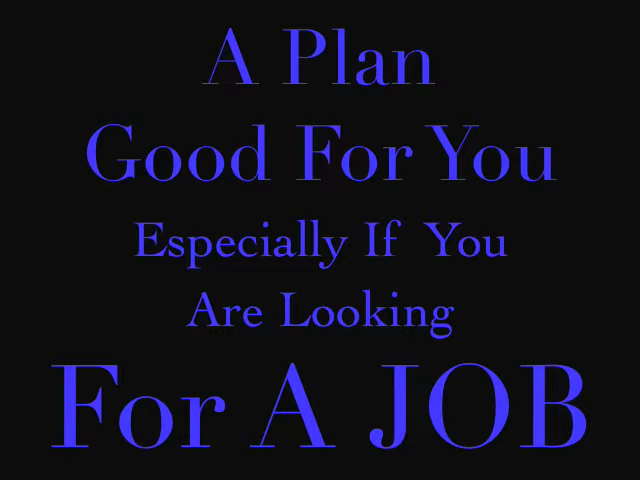 A Plan
Good For You
Especially If You
Are Looking
For A JOB